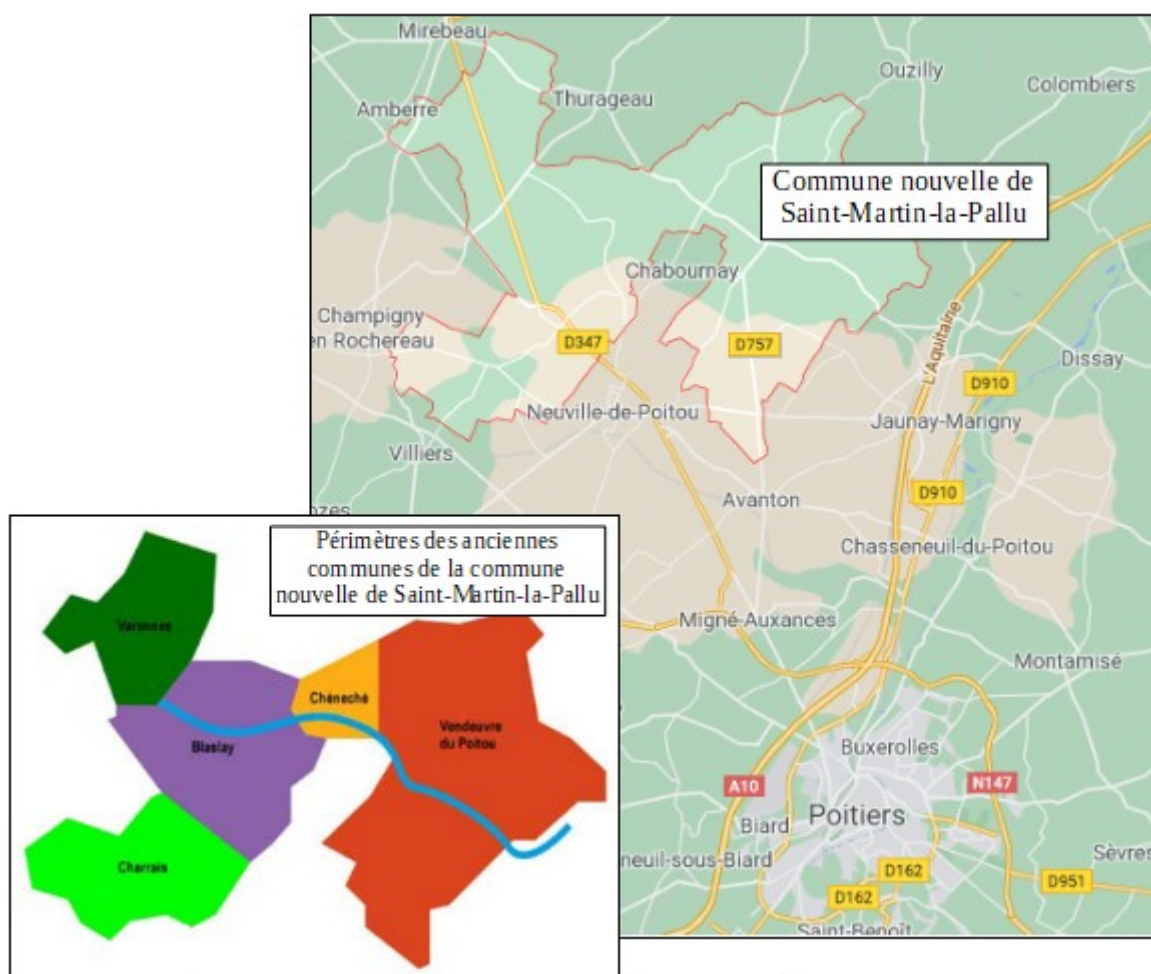 Mirebeau
Ouzilly
Colombiers
Thurageau
Amberre
Commune nouvelle de
Saint-Martin-la-Pallu
Chabournay
Champigny
en Rochereau
D347
D757
L'Aquitaine
Dissay
D910
Neuville-de-Poitou
Jaunay-Marigny
Villiers
D910
Avanton
Chasseneuil-du-Poitou
Migné-Auxances
Montamisé
Buxerolles
A10
N147
Poitiers
Biard
neuil-sous-Biard
Sèvres
D162
D951
D162
Saint-Benoît
ozes
Périmètres des anciennes
communes de la commune
nouvelle de Saint-Martin-la-Pallu
Varennes
Chéneché
Blaslay
Vendeuvre
du Poitou
Charrais